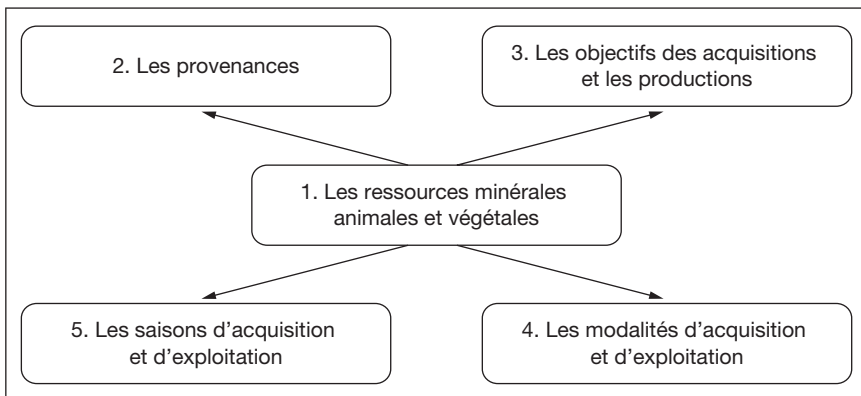 2. Les provenances
3. Les objectifs des acquisitions
et les productions
1. Les ressources minérales
animales et végétales
5. Les saisons d’acquisition
et d’exploitation
4. Les modalités d’acquisition
et d’exploitation